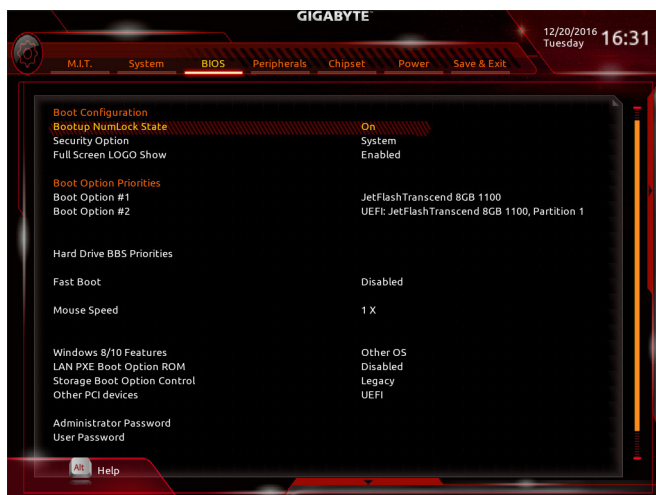 GIGABYTE™
12/20/2016 Tuesday 16:31
M.I.T. System BIOS Peripherals Chipset Power Save & Exit
Boot Configuration
Bootup NumLock State On
Security Option System
Full Screen LOGO Show Enabled
Boot Option Priorities
Boot Option #1 JetFlashTranscend 8GB 1100
Boot Option #2 UEFI: JetFlashTranscend 8GB 1100, Partition 1
Hard Drive BBS Priorities
Fast Boot Disabled
Mouse Speed 1 X
Windows 8/10 Features Other OS
LAN PXE Boot Option ROM Disabled
Storage Boot Option Control Legacy
Other PCI devices UEFI
Administrator Password
User Password
Alt Help